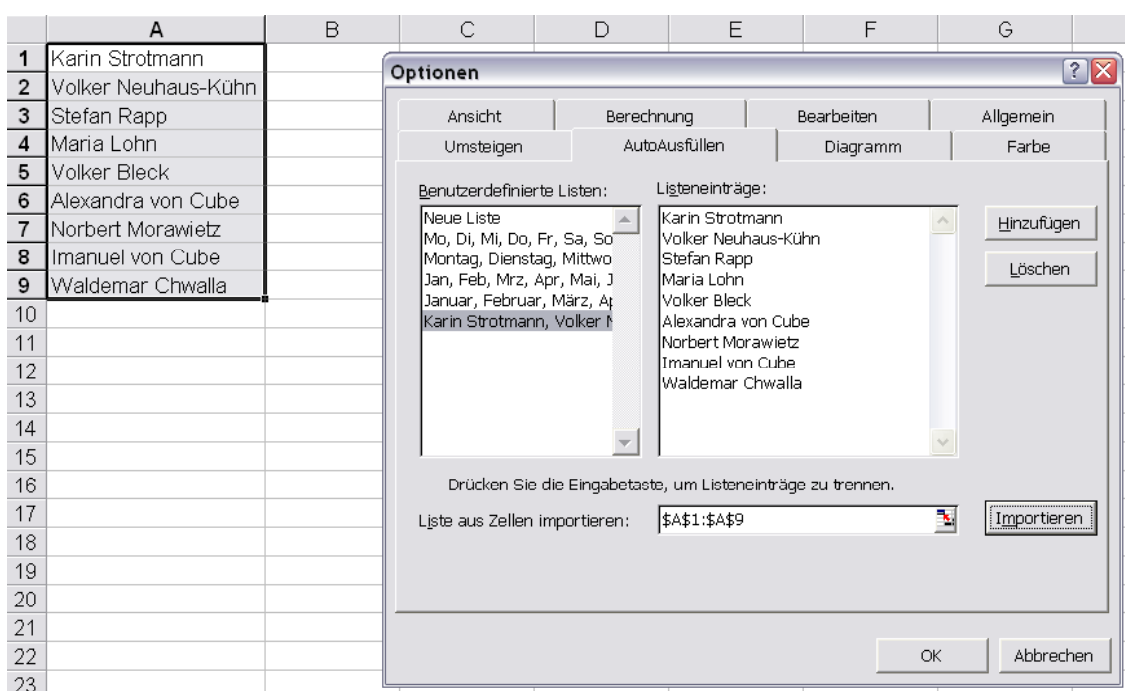 A B C D E F G
1 Karin Strotmann
2 Volker Neuhaus-Kühn
3 Stefan Rapp
4 Maria Lohn
5 Volker Bleck
6 Alexandra von Cube
7 Norbert Morawietz
8 Imanuel von Cube
9 Waldemar Chwalla
10
11
12
13
14
15
16
17
18
19
20
21
22
23
Optionen
Ansicht Berechnung Bearbeiten Allgemein
Umsteigen AutoAusfüllen Diagramm Farbe
Benutzerdefinierte Listen:
Neue Liste
Mo, Di, Mi, Do, Fr, Sa, So
Montag, Dienstag, Mittwo
Jan, Feb, Mrz, Apr, Mai, J
Januar, Februar, März, Ap
Karin Strotmann, Volker N
Listeneinträge:
Karin Strotmann
Volker Neuhaus-Kühn
Stefan Rapp
Maria Lohn
Volker Bleck
Alexandra von Cube
Norbert Morawietz
Imanuel von Cube
Waldemar Chwalla
Hinzufügen
Löschen
Drücken Sie die Eingabetaste, um Listeneinträge zu trennen.
Liste aus Zellen importieren: $A$1:$A$9 Importieren
OK Abbrechen